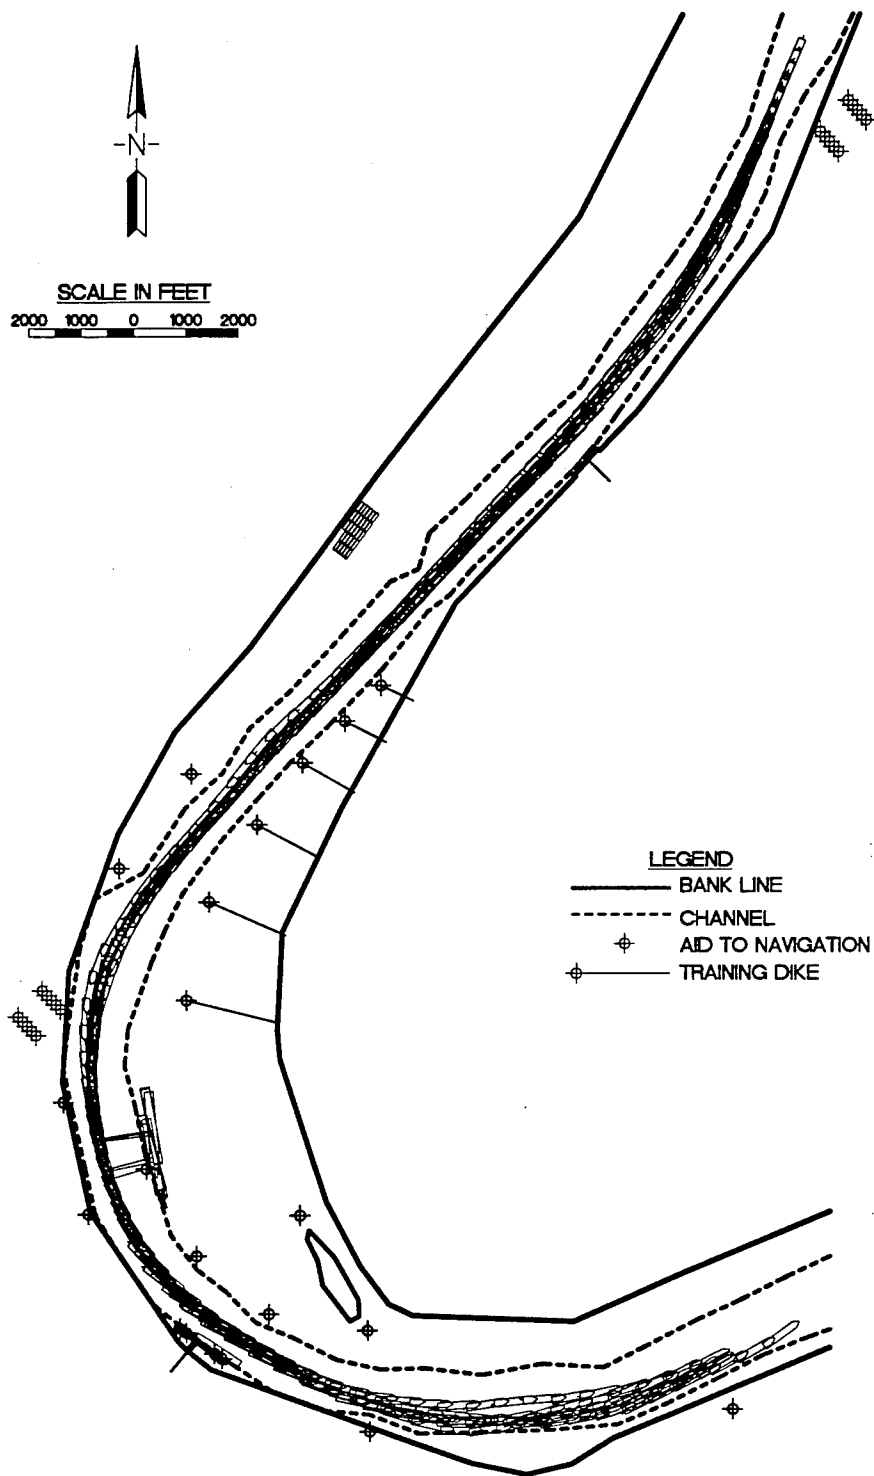 -N-
SCALE IN FEET
2000 1000 0 1000 2000
LEGEND
BANK LINE
CHANNEL
AID TO NAVIGATION
TRAINING DIKE